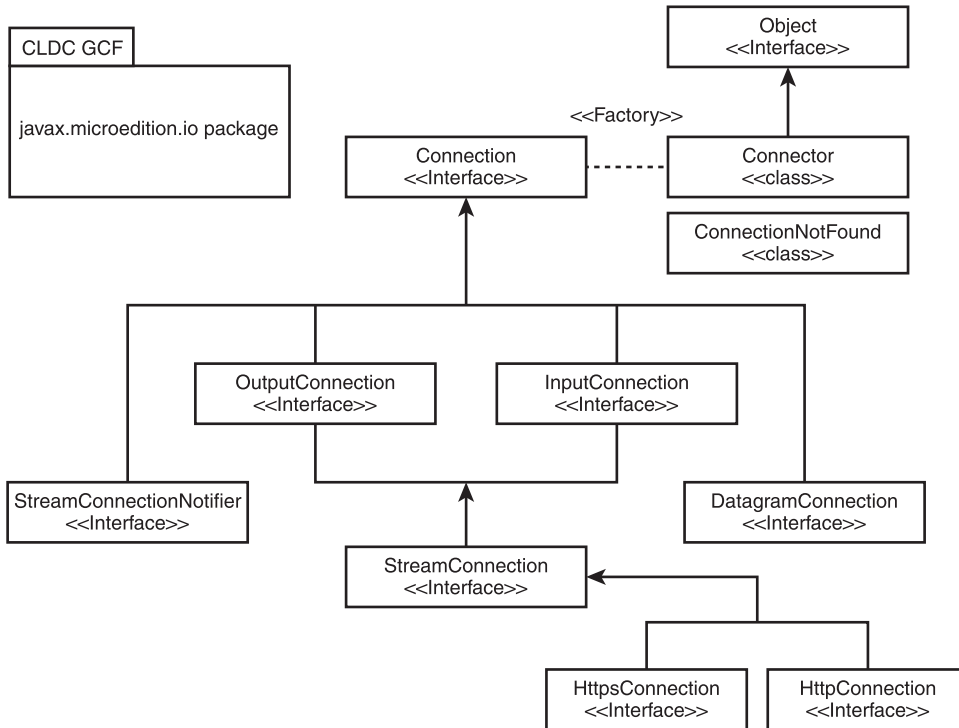 CLDC GCF
javax.microedition.io package
Object
<<Interface>>
<<Factory>>
Connection
<<Interface>>
Connector
<<class>>
ConnectionNotFound
<<class>>
OutputConnection
<<Interface>>
InputConnection
<<Interface>>
StreamConnectionNotifier
<<Interface>>
DatagramConnection
<<Interface>>
StreamConnection
<<Interface>>
HttpsConnection
<<Interface>>
HttpConnection
<<Interface>>